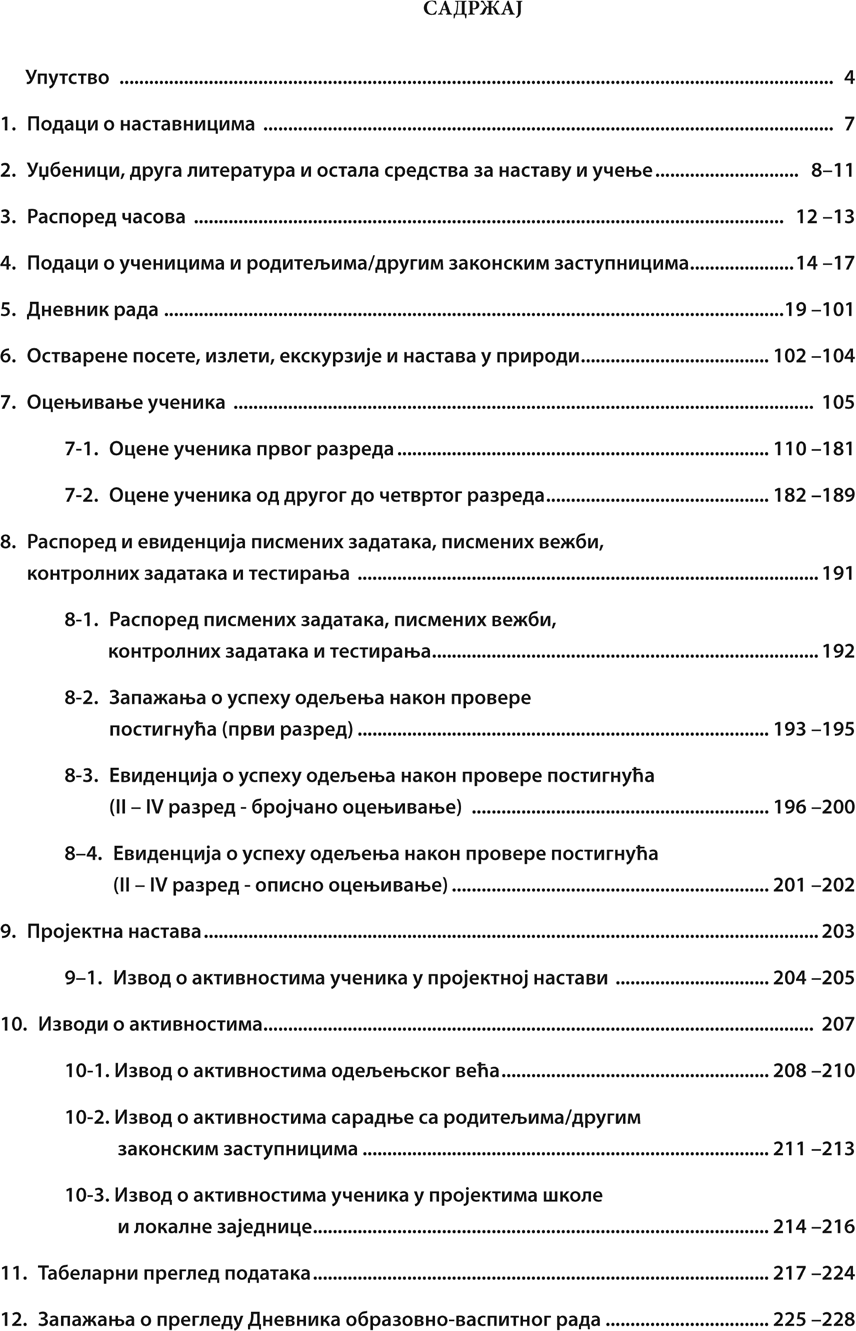 САДРЖАЈ
Упутство ........ 4
1. Подаци о наставницима ........ 7
2. Уџбеници, друга литература и остала средства за наставу и учење ........ 8–11
3. Распоред часова ........ 12 –13
4. Подаци о ученицима и родитељима/другим законским заступницима ........ 14 –17
5. Дневник рада ........ 19 –101
6. Остварене посете, излети, екскурзије и настава у природи ........ 102 –104
7. Оцењивање ученика ........ 105
7-1. Оцене ученика првог разреда ........ 110 –181
7-2. Оцене ученика од другог до четвртог разреда ........ 182 –189
8. Распоред и евиденција писмених задатака, писмених вежби,
контролних задатака и тестирања ........ 191
8-1. Распоред писмених задатака, писмених вежби,
контролних задатака и тестирања ........ 192
8-2. Запажања о успеху одељења након провере
постигнућа (први разред) ........ 193 –195
8-3. Евиденција о успеху одељења након провере постигнућа
(II – IV разред - бројчано оцењивање) ........ 196 –200
8–4. Евиденција о успеху одељења након провере постигнућа
(II – IV разред - описно оцењивање) ........ 201 –202
9. Пројектна настава ........ 203
9–1. Извод о активностима ученика у пројектној настави ........ 204 –205
10. Изводи о активностима ........ 207
10-1. Извод о активностима одељењског већа ........ 208 –210
10-2. Извод о активностима сарадње са родитељима/другим
законским заступницима ........ 211 –213
10-3. Извод о активностима ученика у пројектима школе
и локалне заједнице ........ 214 –216
11. Табеларни преглед података ........ 217 –224
12. Запажања о прегледу Дневника образовно-васпитног рада ........ 225 –228